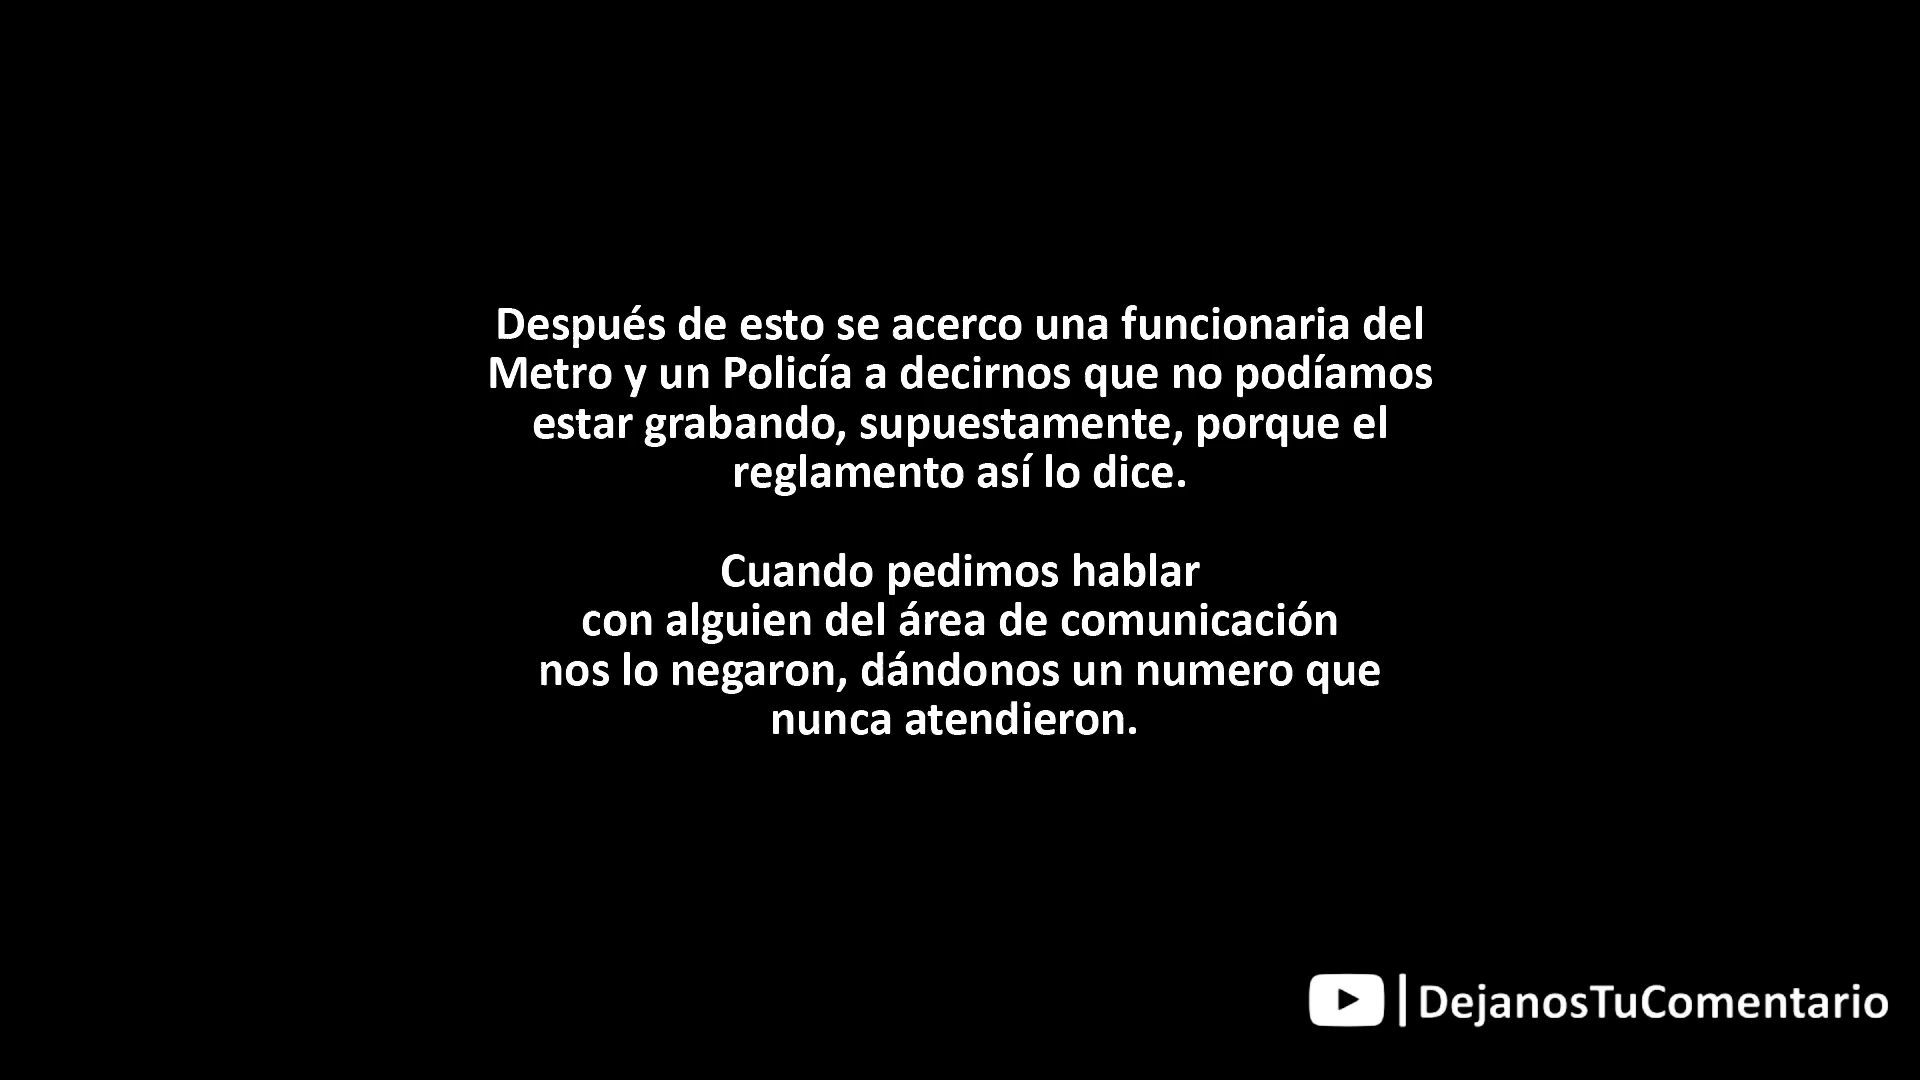 Después de esto se acerco una funcionaria del
Metro y un Policía a decirnos que no podíamos
estar grabando, supuestamente, porque el
reglamento así lo dice.
Cuando pedimos hablar
con alguien del área de comunicación
nos lo negaron, dándonos un numero que
nunca atendieron.
| DejanosTuComentario